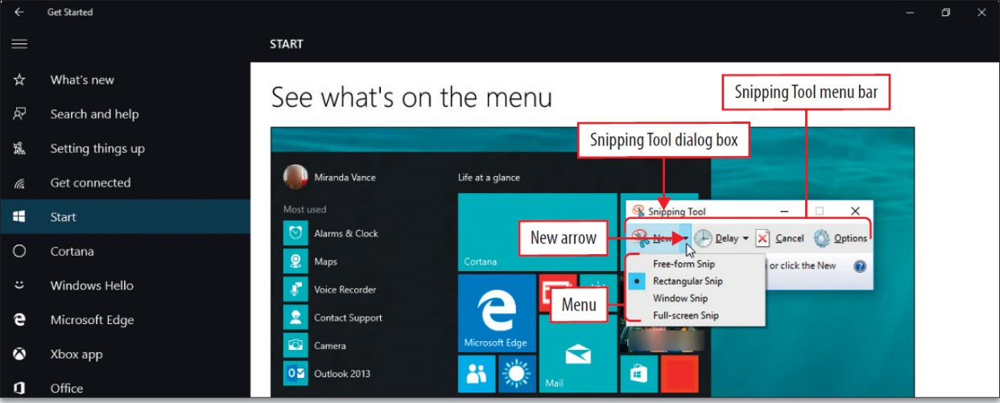 Get Started
START
What's new
Search and help
Setting things up
Get connected
Start
Cortana
Windows Hello
Microsoft Edge
Xbox app
Office
See what's on the menu
Snipping Tool menu bar
Snipping Tool dialog box
New arrow
Menu
Miranda Vance
Most used
Alarms & Clock
Maps
Voice Recorder
Contact Support
Camera
Outlook 2013
Life at a glance
Cortana
Microsoft Edge
Mail
Snipping Tool
New Delay Cancel Options
Free-form Snip
Rectangular Snip
Window Snip
Full-screen Snip
or click the New